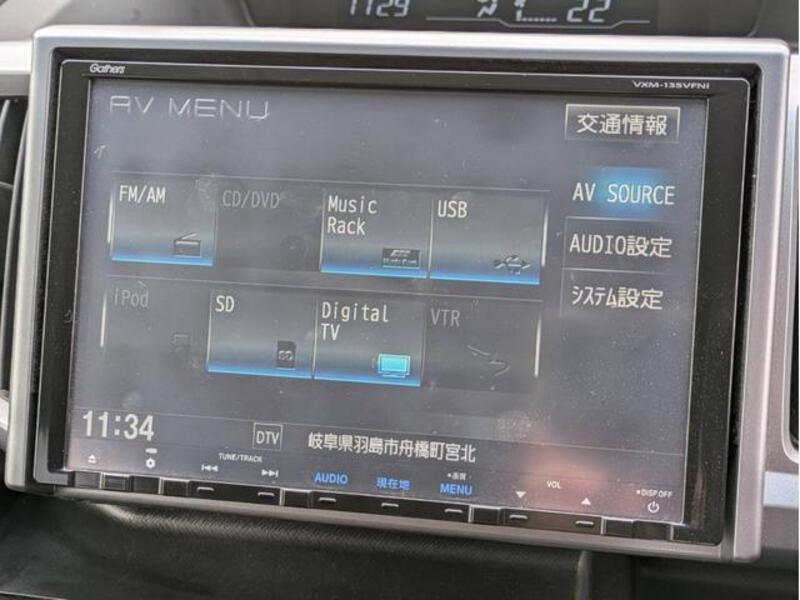 22
Gathers
VXM-135VFNi
AV MENU
交通情報
FM/AM
CD/DVD
Music Rack
USB
AV SOURCE
AUDIO設定
iPod
SD
Digital TV
VTR
システム設定
11:34
DTV
岐阜県羽島市舟橋町宮北
TUNE/TRACK
AUDIO
現在地
MENU
VOL
DISP OFF